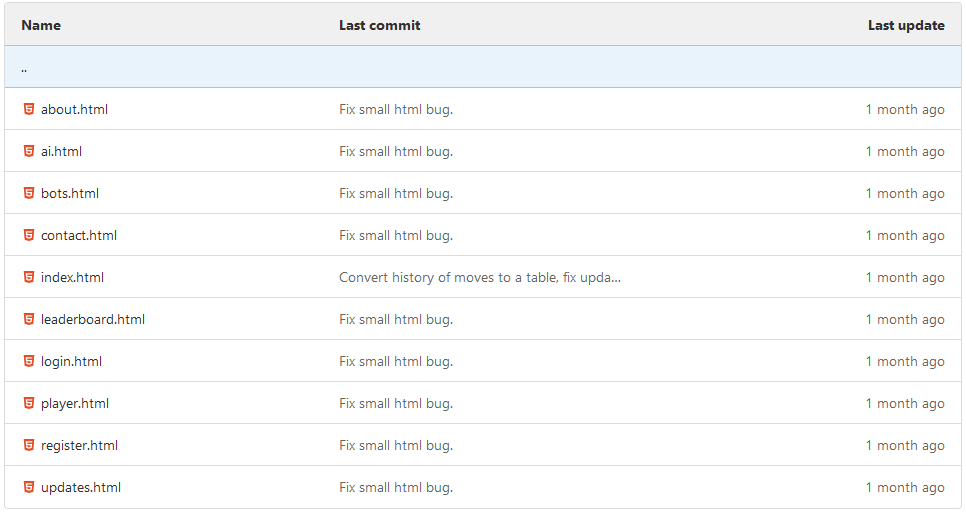 Name Last commit Last update
..
about.html Fix small html bug. 1 month ago
ai.html Fix small html bug. 1 month ago
bots.html Fix small html bug. 1 month ago
contact.html Fix small html bug. 1 month ago
index.html Convert history of moves to a table, fix upda... 1 month ago
leaderboard.html Fix small html bug. 1 month ago
login.html Fix small html bug. 1 month ago
player.html Fix small html bug. 1 month ago
register.html Fix small html bug. 1 month ago
updates.html Fix small html bug. 1 month ago